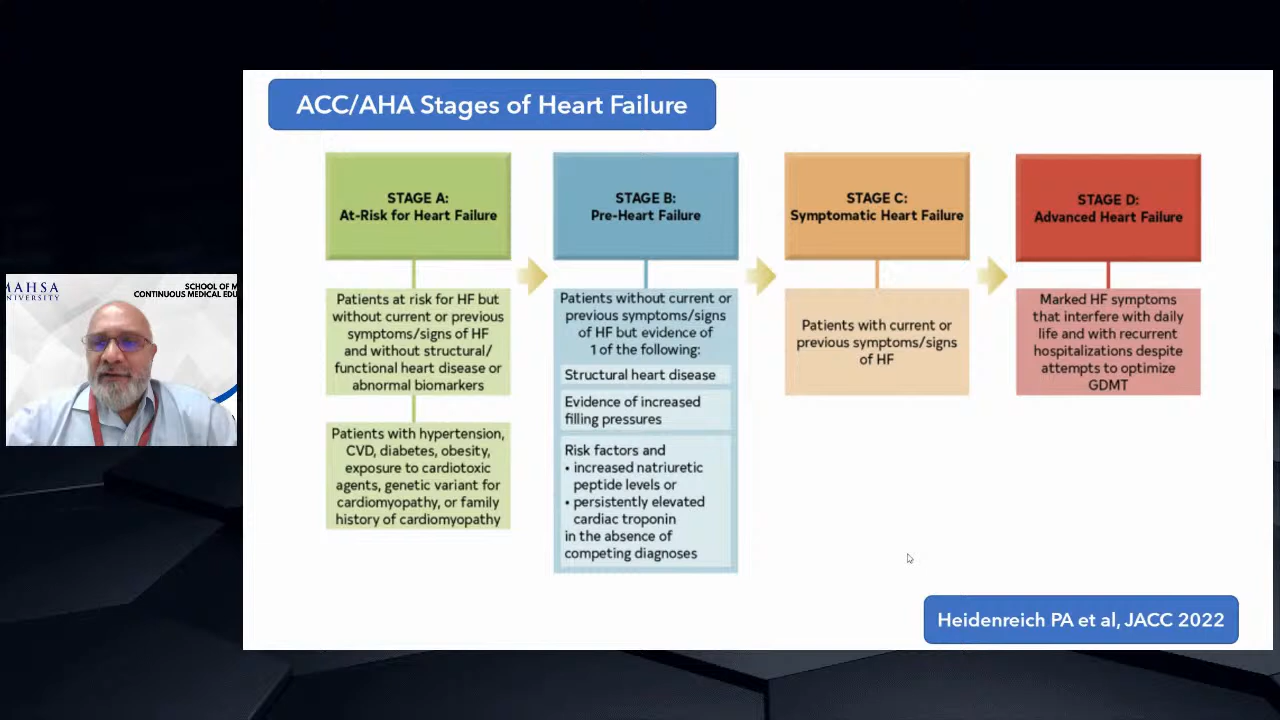 ACC/AHA Stages of Heart Failure
STAGE A:
At-Risk for Heart Failure
Patients at risk for HF but
without current or previous
symptoms/signs of HF
and without structural/
functional heart disease or
abnormal biomarkers
Patients with hypertension,
CVD, diabetes, obesity,
exposure to cardiotoxic
agents, genetic variant for
cardiomyopathy, or family
history of cardiomyopathy
STAGE B:
Pre-Heart Failure
Patients without current or
previous symptoms/signs
of HF but evidence of
1 of the following:
Structural heart disease
Evidence of increased
filling pressures
Risk factors and
• increased natriuretic
peptide levels or
• persistently elevated
cardiac troponin
in the absence of
competing diagnoses
STAGE C:
Symptomatic Heart Failure
Patients with current or
previous symptoms/signs
of HF
STAGE D:
Advanced Heart Failure
Marked HF symptoms
that interfere with daily
life and with recurrent
hospitalizations despite
attempts to optimize
GDMT
Heidenreich PA et al, JACC 2022
MAHSA
UNIVERSITY
SCHOOL OF M
CONTINUOUS MEDICAL EDU